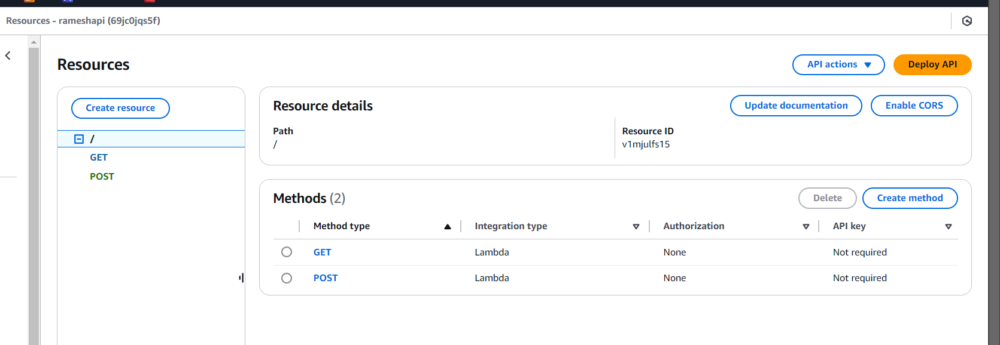 Resources - rameshapi (69jc0jqs5f)
Resources
API actions
Deploy API
Create resource
/
GET
POST
Resource details
Update documentation
Enable CORS
Path
/
Resource ID
v1mjulfs15
Methods (2)
Delete
Create method
Method type Integration type Authorization API key
GET Lambda None Not required
POST Lambda None Not required